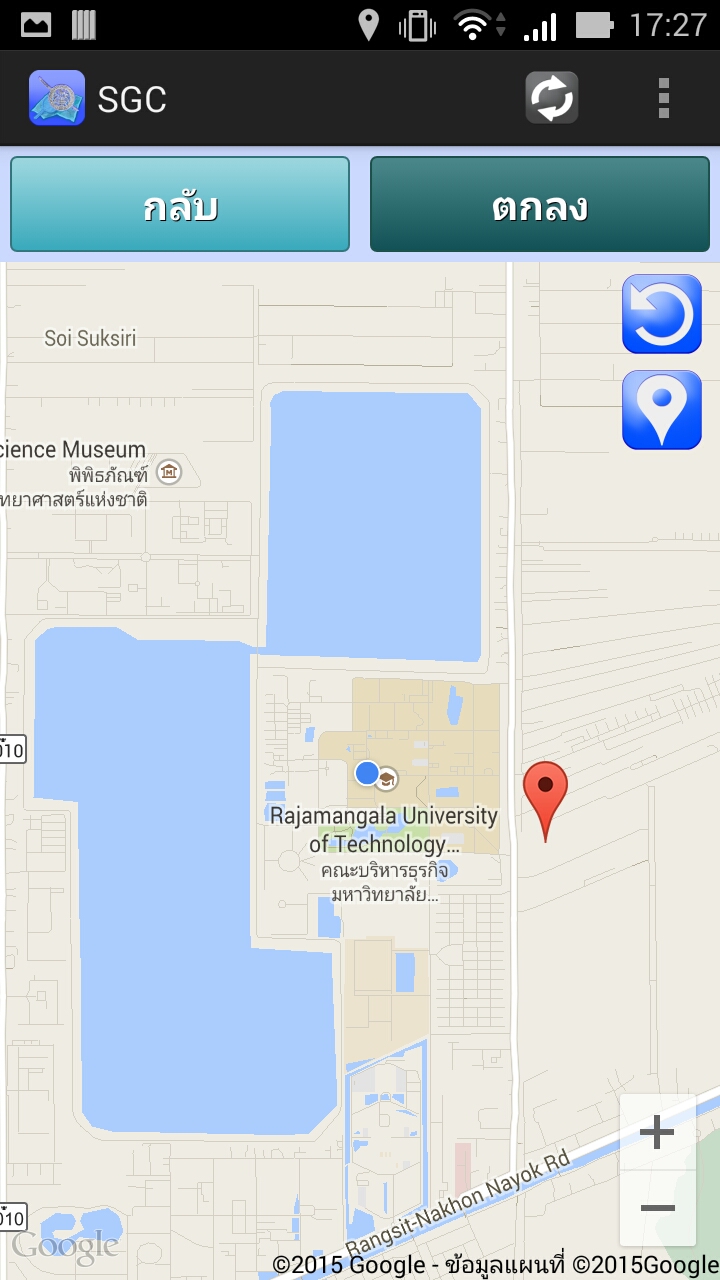 17:27
SGC
กลับ
ตกลง
Soi Suksiri
cience Museum
พิพิธภัณฑ์
ทยาศาสตร์แห่งชาติ
010
Rajamangala University
of Technology...
คณะบริหารธุรกิจ
มหาวิทยาลัย...
Rangsit-Nakhon Nayok Rd
010
Google
©2015 Google - ข้อมูลแผนที่ ©2015Google